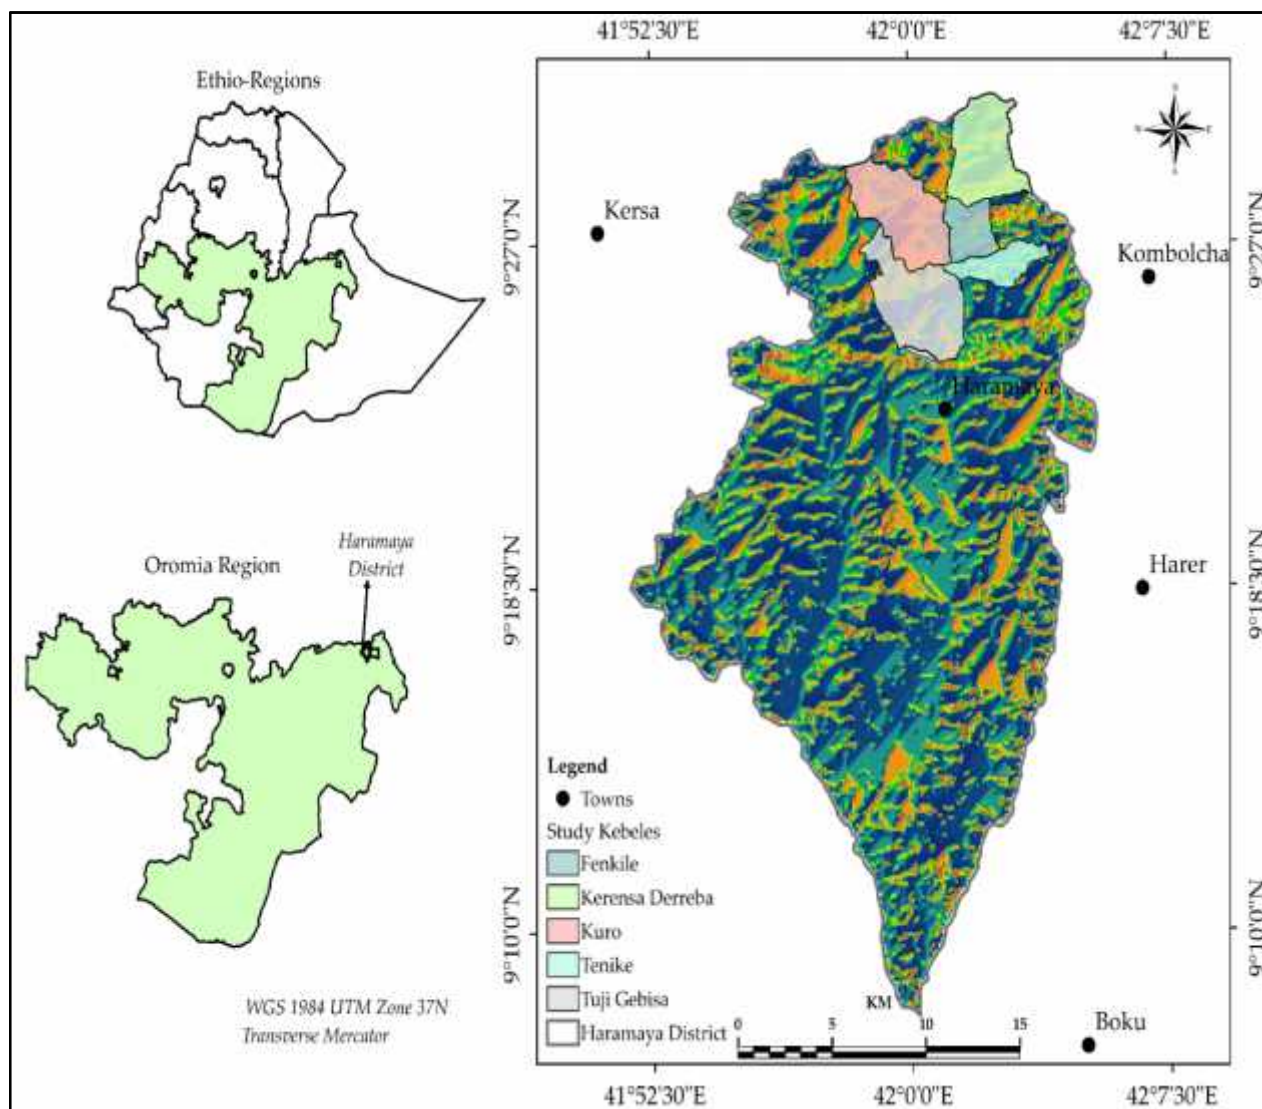 Ethio-Regions
Oromia Region
Haramaya
District
WGS 1984 UTM Zone 37N
Transverse Mercator
41°52'30"E
42°0'0"E
42°7'30"E
9°27'0"N
9°18'30"N
9°10'0"N
Kersa
Kombolcha
Haramaya
Harer
Boku
9°27'0"N
9°18'30"N
9°10'0"N
Legend
Towns
Study Kebeles
Fenkile
Kerensa Derreba
Kuro
Tenike
Tuji Gebisa
Haramaya District
KM
0 5 10 15
41°52'30"E
42°0'0"E
42°7'30"E